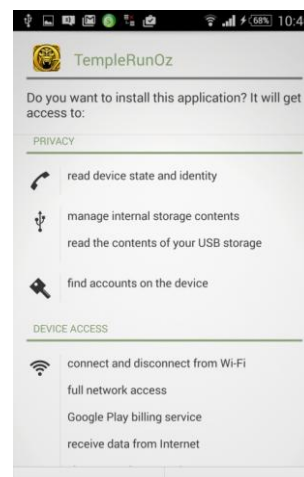 68% 10:4
TempleRunOz
Do you want to install this application? It will get
access to:
PRIVACY
read device state and identity
manage internal storage contents
read the contents of your USB storage
find accounts on the device
DEVICE ACCESS
connect and disconnect from Wi-Fi
full network access
Google Play billing service
receive data from Internet